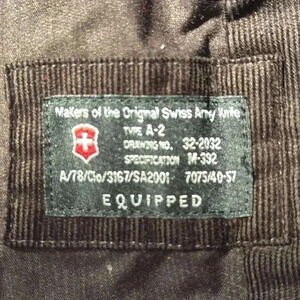 Makers of the Original Swiss Army Knife
TYPE A-2
DRAWING NO. 32-2032
SPECIFICATION M-392
A/78/Clo/3167/SA2001 7075/40-57
EQUIPPED